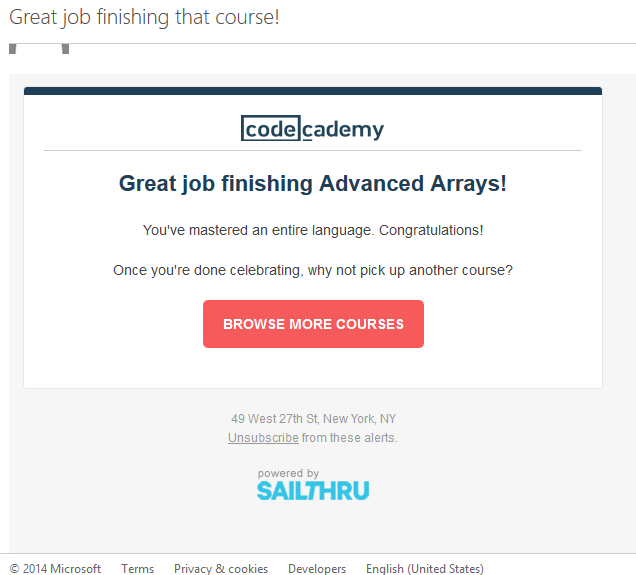 Great job finishing that course!
codecademy
Great job finishing Advanced Arrays!
You've mastered an entire language. Congratulations!
Once you're done celebrating, why not pick up another course?
BROWSE MORE COURSES
49 West 27th St, New York, NY
Unsubscribe from these alerts.
powered by
SAILTHRU
© 2014 Microsoft Terms Privacy & cookies Developers English (United States)